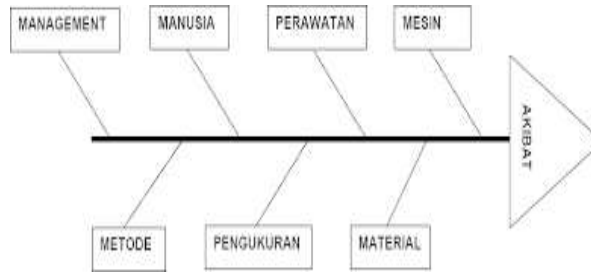 MANAGEMENT
MANUSIA
PERAWATAN
MESIN
AKIBAT
METODE
PENGUKURAN
MATERIAL